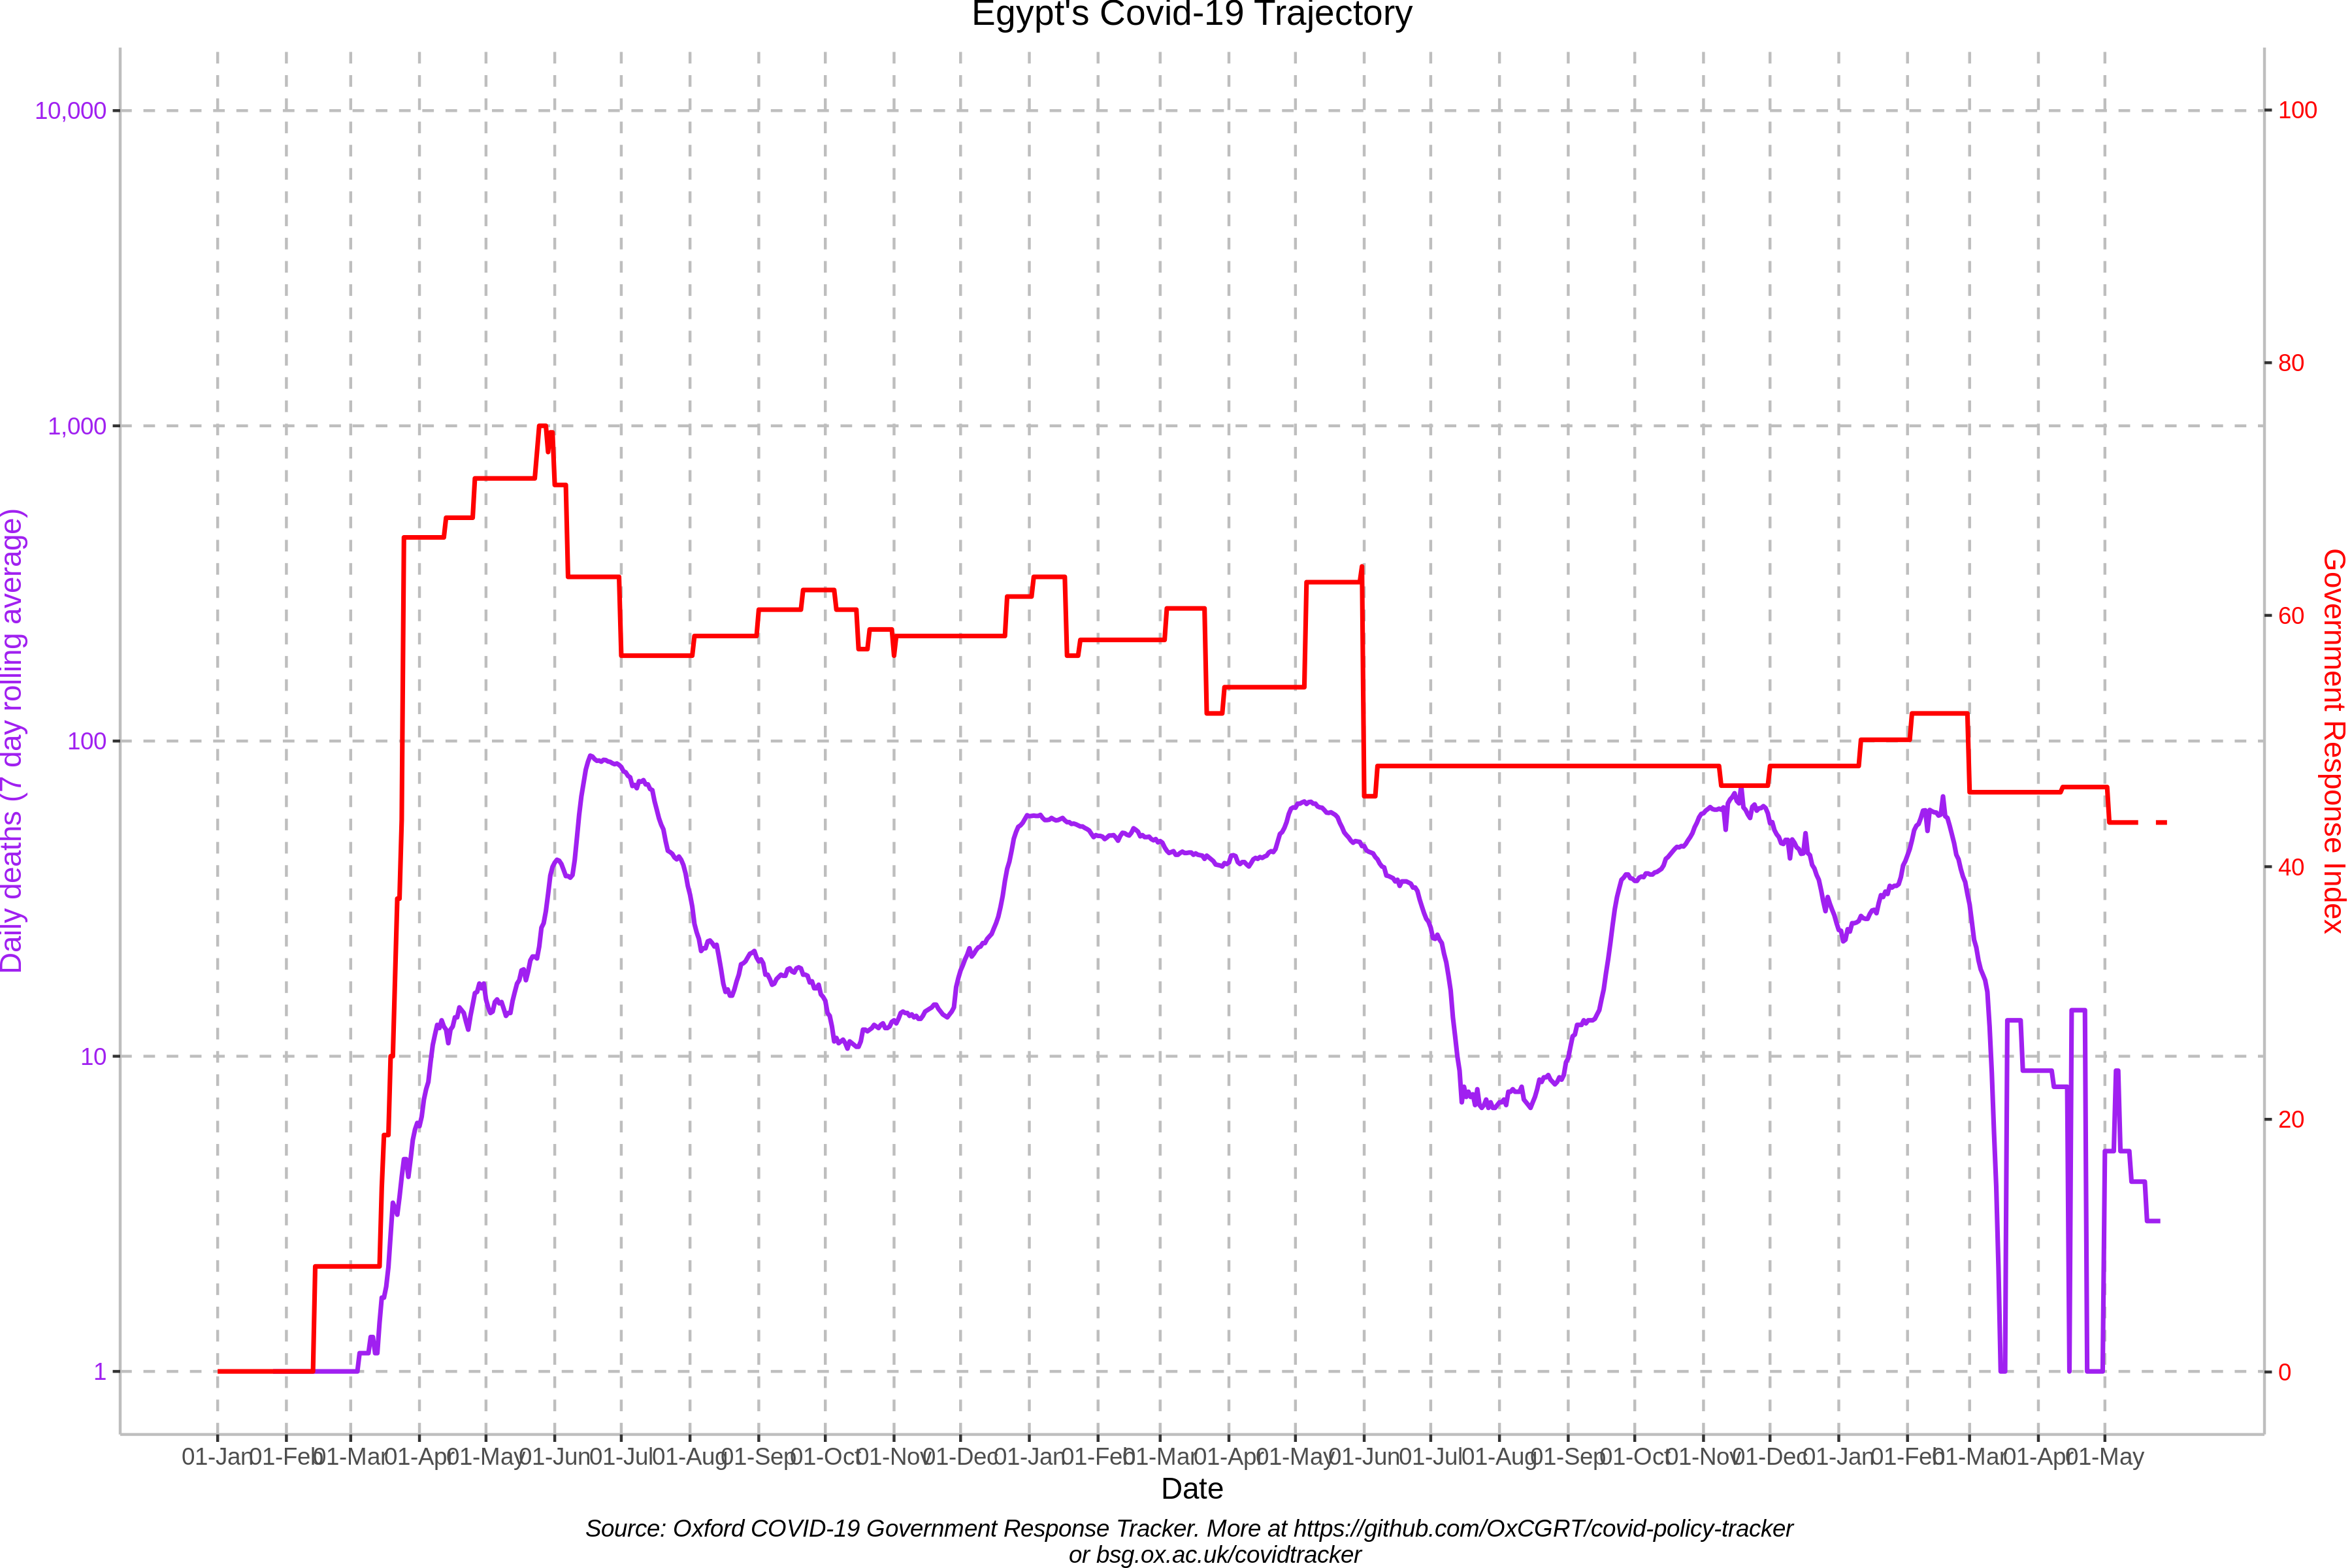 Egypt's Covid-19 Trajectory
10,000
1,000
100
10
1
Daily deaths (7 day rolling average)
100
80
60
40
20
0
Government Response Index
01-Jan 01-Feb 01-Mar 01-Apr 01-May 01-Jun 01-Jul 01-Aug 01-Sep 01-Oct 01-Nov 01-Dec 01-Jan 01-Feb 01-Mar 01-Apr 01-May 01-Jun 01-Jul 01-Aug 01-Sep 01-Oct 01-Nov 01-Dec 01-Jan 01-Feb 01-Mar 01-Apr 01-May
Date
Source: Oxford COVID-19 Government Response Tracker. More at https://github.com/OxCGRT/covid-policy-tracker
or bsg.ox.ac.uk/covidtracker